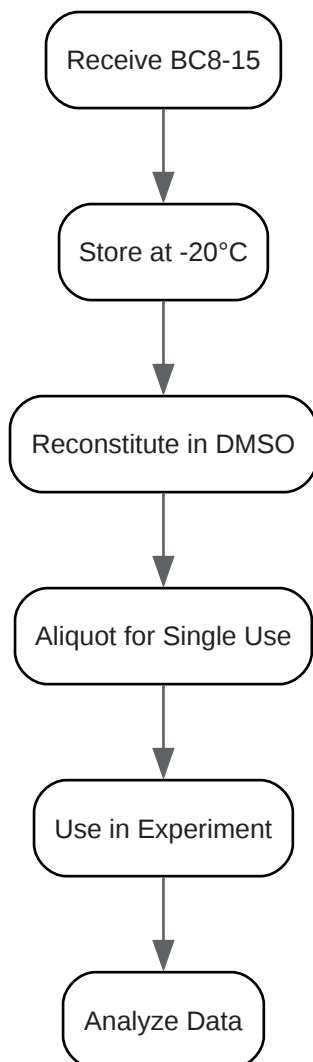 Receive BC8-15
Store at -20°C
Reconstitute in DMSO
Aliquot for Single Use
Use in Experiment
Analyze Data